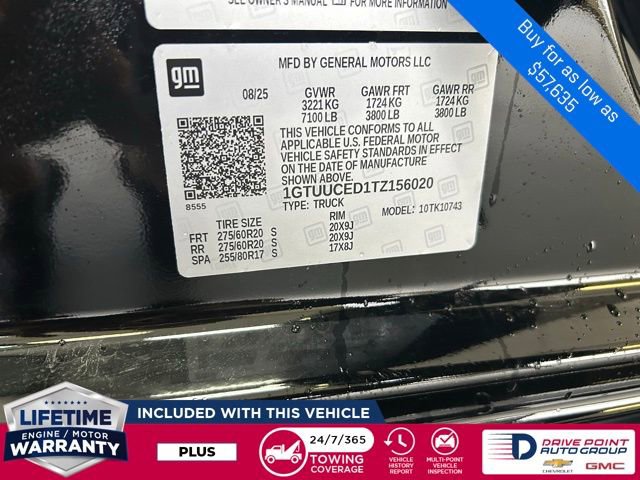 SEE OWNER'S MANUAL FOR MORE INFORMATION
gm
MFD BY GENERAL MOTORS LLC
08/25 GVWR GAWR FRT GAWR RR
3221 KG 1724 KG 1724 KG
7100 LB 3800 LB 3800 LB
THIS VEHICLE CONFORMS TO ALL
APPLICABLE U.S. FEDERAL MOTOR
VEHICLE SAFETY STANDARDS IN EFFECT
ON THE DATE OF MANUFACTURE
SHOWN ABOVE.
1GTUUCED1TZ156020
TYPE: TRUCK MODEL: 10TK10743
8555
TIRE SIZE RIM
FRT 275/60R20 S 20X9J
RR 275/60R20 S 20X9J
SPA 255/80R17 S 17X8J
Buy for as low as
$57,635
LIFETIME
ENGINE / MOTOR
WARRANTY
INCLUDED WITH THIS VEHICLE
PLUS
24/7/365
TOWING
COVERAGE
VEHICLE
HISTORY
REPORT
MULTI-POINT
VEHICLE
INSPECTION
DRIVE POINT
AUTO GROUP
CHEVROLET GMC